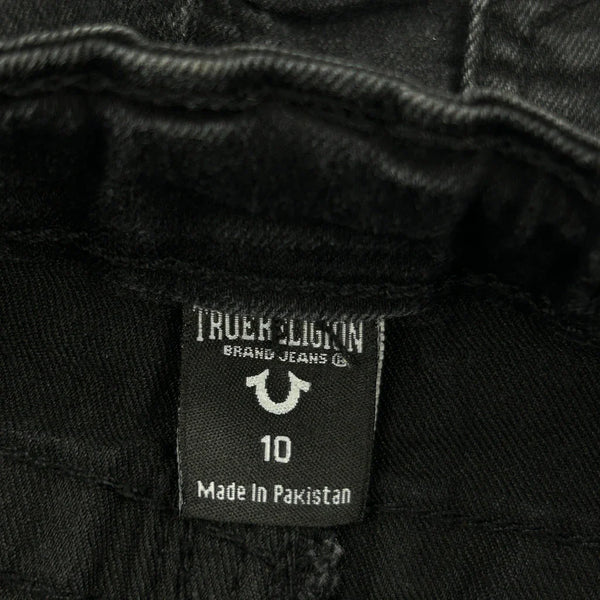 TRUE RELIGION
BRAND JEANS ®
10
Made In Pakistan